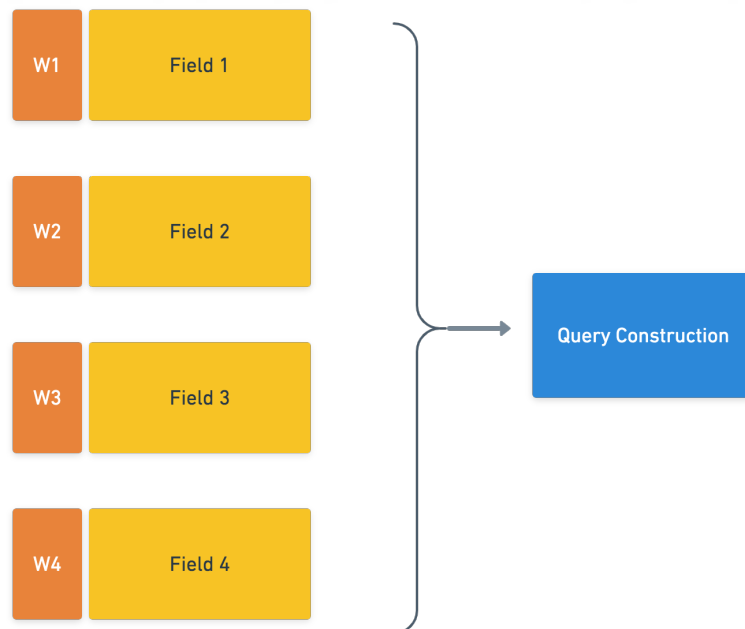 W1 Field 1
W2 Field 2
Query Construction
W3 Field 3
W4 Field 4